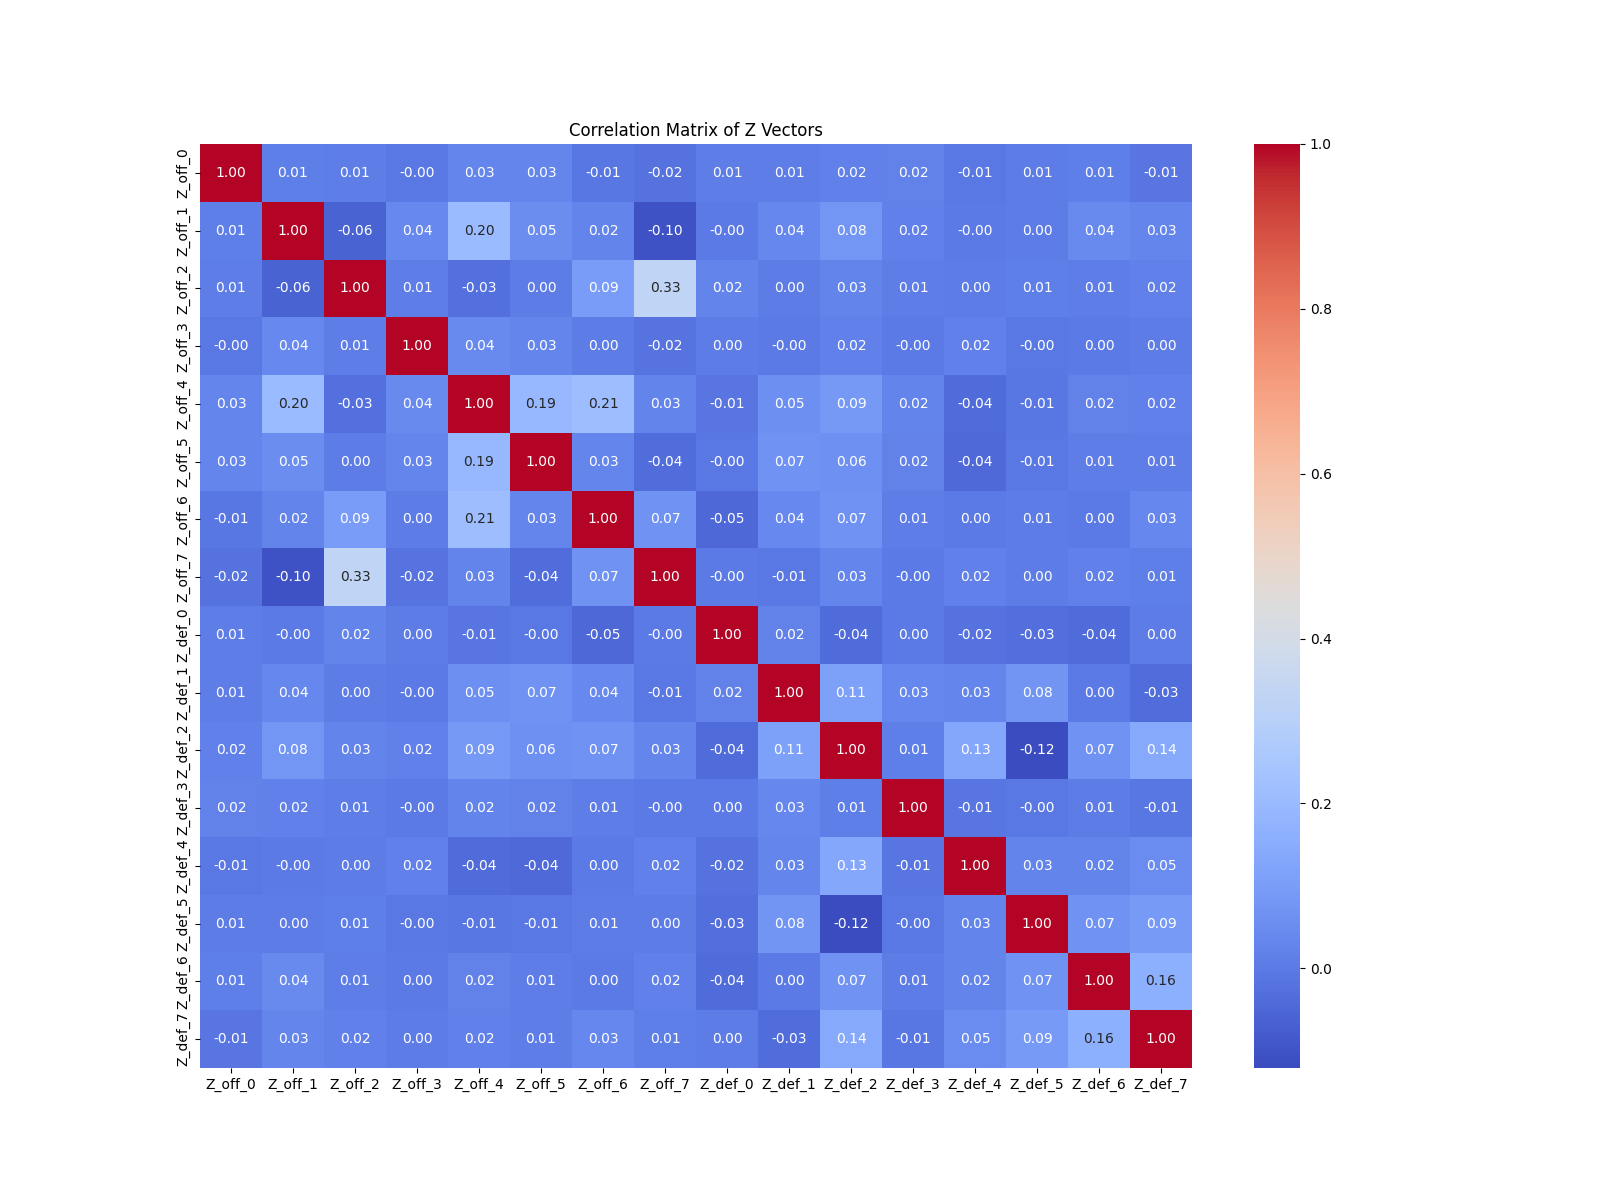 Correlation Matrix of Z Vectors
Z_off_0 1.00 0.01 0.01 -0.00 0.03 0.03 -0.01 -0.02 0.01 0.01 0.02 0.02 -0.01 0.01 0.01 -0.01
Z_off_1 0.01 1.00 -0.06 0.04 0.20 0.05 0.02 -0.10 -0.00 0.04 0.08 0.02 -0.00 0.00 0.04 0.03
Z_off_2 0.01 -0.06 1.00 0.01 -0.03 0.00 0.09 0.33 0.02 0.00 0.03 0.01 0.00 0.01 0.01 0.02
Z_off_3 -0.00 0.04 0.01 1.00 0.04 0.03 0.00 -0.02 0.00 -0.00 0.02 -0.00 0.02 -0.00 0.00 0.00
Z_off_4 0.03 0.20 -0.03 0.04 1.00 0.19 0.21 0.03 -0.01 0.05 0.09 0.02 -0.04 -0.01 0.02 0.02
Z_off_5 0.03 0.05 0.00 0.03 0.19 1.00 0.03 -0.04 -0.00 0.07 0.06 0.02 -0.04 -0.01 0.01 0.01
Z_off_6 -0.01 0.02 0.09 0.00 0.21 0.03 1.00 0.07 -0.05 0.04 0.07 0.01 0.00 0.01 0.00 0.03
Z_off_7 -0.02 -0.10 0.33 -0.02 0.03 -0.04 0.07 1.00 -0.00 -0.01 0.03 -0.00 0.02 0.00 0.02 0.01
Z_def_0 0.01 -0.00 0.02 0.00 -0.01 -0.00 -0.05 -0.00 1.00 0.02 -0.04 0.00 -0.02 -0.03 -0.04 0.00
Z_def_1 0.01 0.04 0.00 -0.00 0.05 0.07 0.04 -0.01 0.02 1.00 0.11 0.03 0.03 0.08 0.00 -0.03
Z_def_2 0.02 0.08 0.03 0.02 0.09 0.06 0.07 0.03 -0.04 0.11 1.00 0.01 0.13 -0.12 0.07 0.14
Z_def_3 0.02 0.02 0.01 -0.00 0.02 0.02 0.01 -0.00 0.00 0.03 0.01 1.00 -0.01 -0.00 0.01 -0.01
Z_def_4 -0.01 -0.00 0.00 0.02 -0.04 -0.04 0.00 0.02 -0.02 0.03 0.13 -0.01 1.00 0.03 0.02 0.05
Z_def_5 0.01 0.00 0.01 -0.00 -0.01 -0.01 0.01 0.00 -0.03 0.08 -0.12 -0.00 0.03 1.00 0.07 0.09
Z_def_6 0.01 0.04 0.01 0.00 0.02 0.01 0.00 0.02 -0.04 0.00 0.07 0.01 0.02 0.07 1.00 0.16
Z_def_7 -0.01 0.03 0.02 0.00 0.02 0.01 0.03 0.01 0.00 -0.03 0.14 -0.01 0.05 0.09 0.16 1.00
Z_off_0 Z_off_1 Z_off_2 Z_off_3 Z_off_4 Z_off_5 Z_off_6 Z_off_7 Z_def_0 Z_def_1 Z_def_2 Z_def_3 Z_def_4 Z_def_5 Z_def_6 Z_def_7
1.0
0.8
0.6
0.4
0.2
0.0